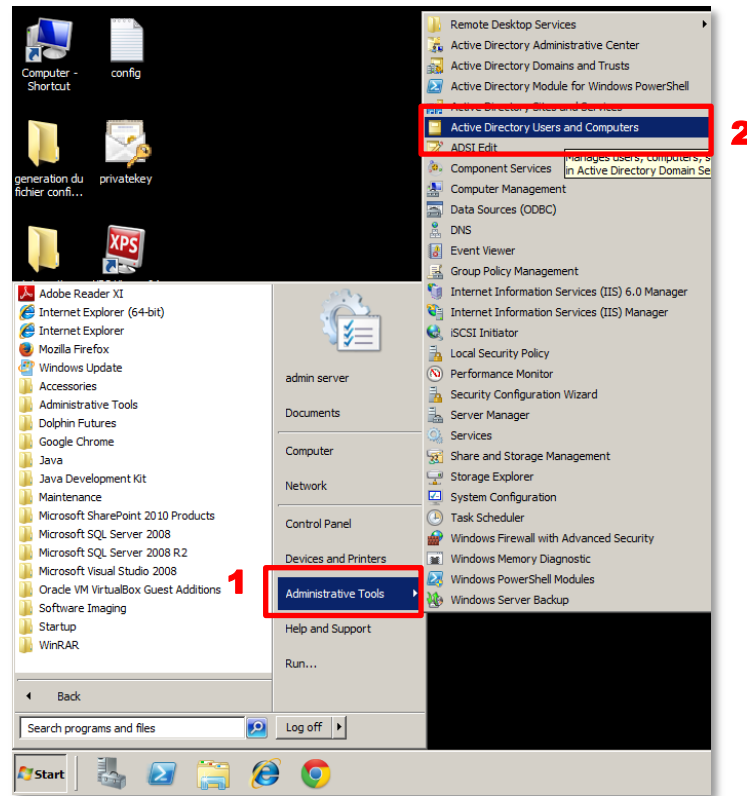 Computer -
Shortcut
config
generation du
fichier confi...
privatekey
XPS
Adobe Reader XI
Internet Explorer (64-bit)
Internet Explorer
Mozilla Firefox
Windows Update
Accessories
Administrative Tools
Dolphin Futures
Google Chrome
Java
Java Development Kit
Maintenance
Microsoft SharePoint 2010 Products
Microsoft SQL Server 2008
Microsoft SQL Server 2008 R2
Microsoft Visual Studio 2008
Oracle VM VirtualBox Guest Additions
Software Imaging
Startup
WinRAR
Back
Search programs and files
admin server
Documents
Computer
Network
Control Panel
Devices and Printers
1
Administrative Tools
Help and Support
Run...
Log off
Start
Remote Desktop Services
Active Directory Administrative Center
Active Directory Domains and Trusts
Active Directory Module for Windows PowerShell
Active Directory Sites and Services
Active Directory Users and Computers
2
ADSI Edit
Manages users, computers, s
in Active Directory Domain Se
Component Services
Computer Management
Data Sources (ODBC)
DNS
Event Viewer
Group Policy Management
Internet Information Services (IIS) 6.0 Manager
Internet Information Services (IIS) Manager
iSCSI Initiator
Local Security Policy
Performance Monitor
Security Configuration Wizard
Server Manager
Services
Share and Storage Management
Storage Explorer
System Configuration
Task Scheduler
Windows Firewall with Advanced Security
Windows Memory Diagnostic
Windows PowerShell Modules
Windows Server Backup